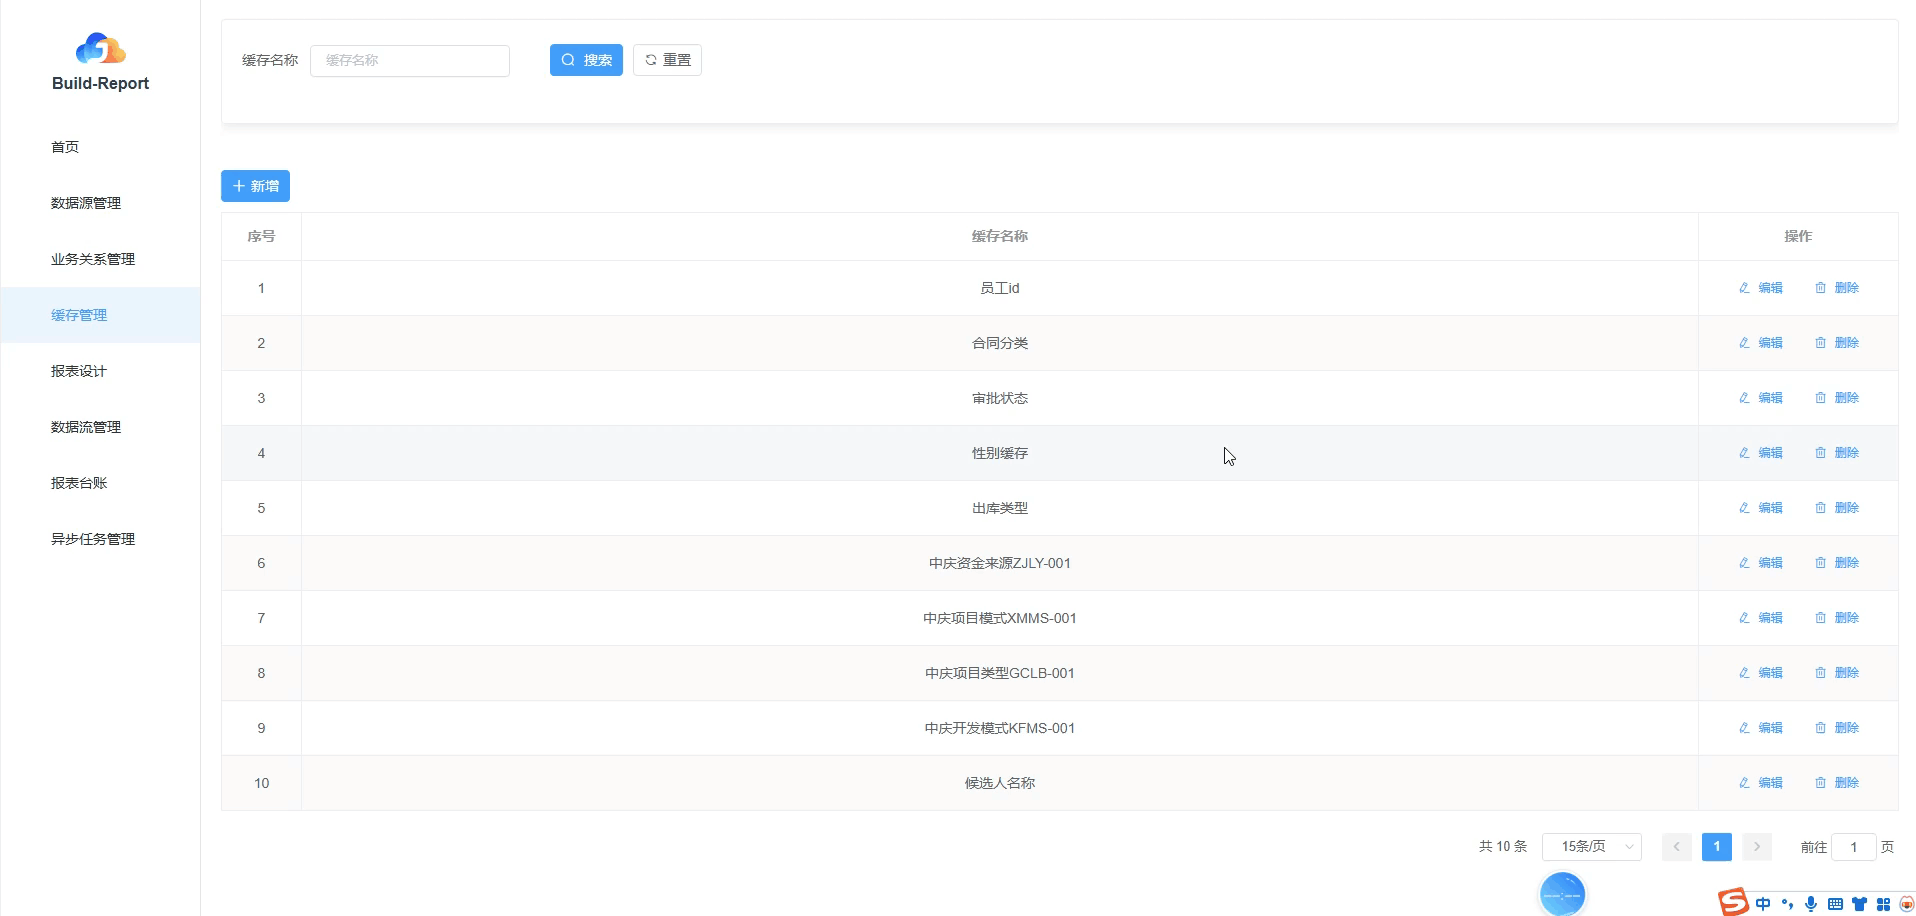 Build-Report
首页
数据源管理
业务关系管理
缓存管理
报表设计
数据流管理
报表台账
异步任务管理
缓存名称 缓存名称 搜索 重置
新增
序号 缓存名称 操作
1 员工id 编辑 删除
2 合同分类 编辑 删除
3 审批状态 编辑 删除
4 性别缓存 编辑 删除
5 出库类型 编辑 删除
6 中庆资金来源ZJLY-001 编辑 删除
7 中庆项目模式XMMS-001 编辑 删除
8 中庆项目类型GCLB-001 编辑 删除
9 中庆开发模式KFMS-001 编辑 删除
10 候选人名称 编辑 删除
共 10 条 15条/页 1 前往 1 页
S 中